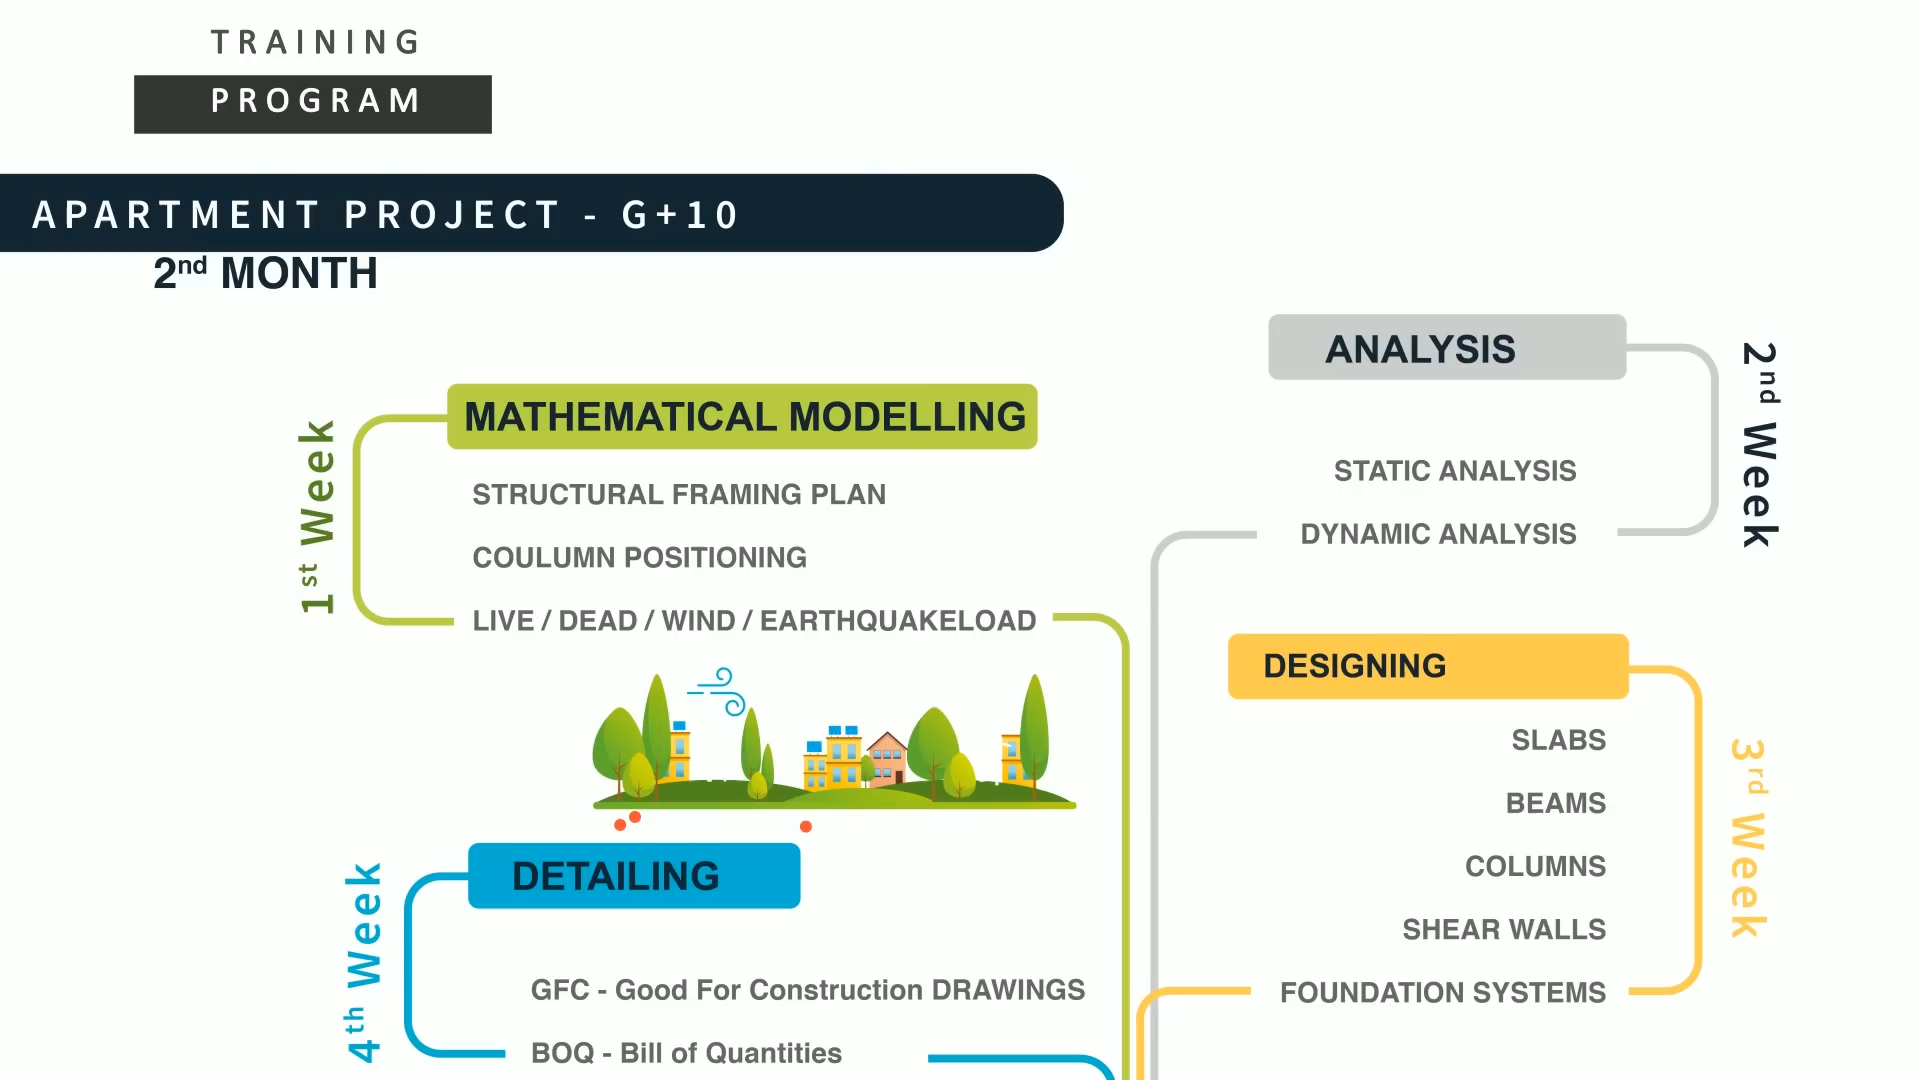 TRAINING
PROGRAM
APARTMENT PROJECT - G+10
2nd MONTH
1st Week
MATHEMATICAL MODELLING
STRUCTURAL FRAMING PLAN
COULUMN POSITIONING
LIVE / DEAD / WIND / EARTHQUAKELOAD
2nd Week
ANALYSIS
STATIC ANALYSIS
DYNAMIC ANALYSIS
3rd Week
DESIGNING
SLABS
BEAMS
COLUMNS
SHEAR WALLS
FOUNDATION SYSTEMS
4th Week
DETAILING
GFC - Good For Construction DRAWINGS
BOQ - Bill of Quantities